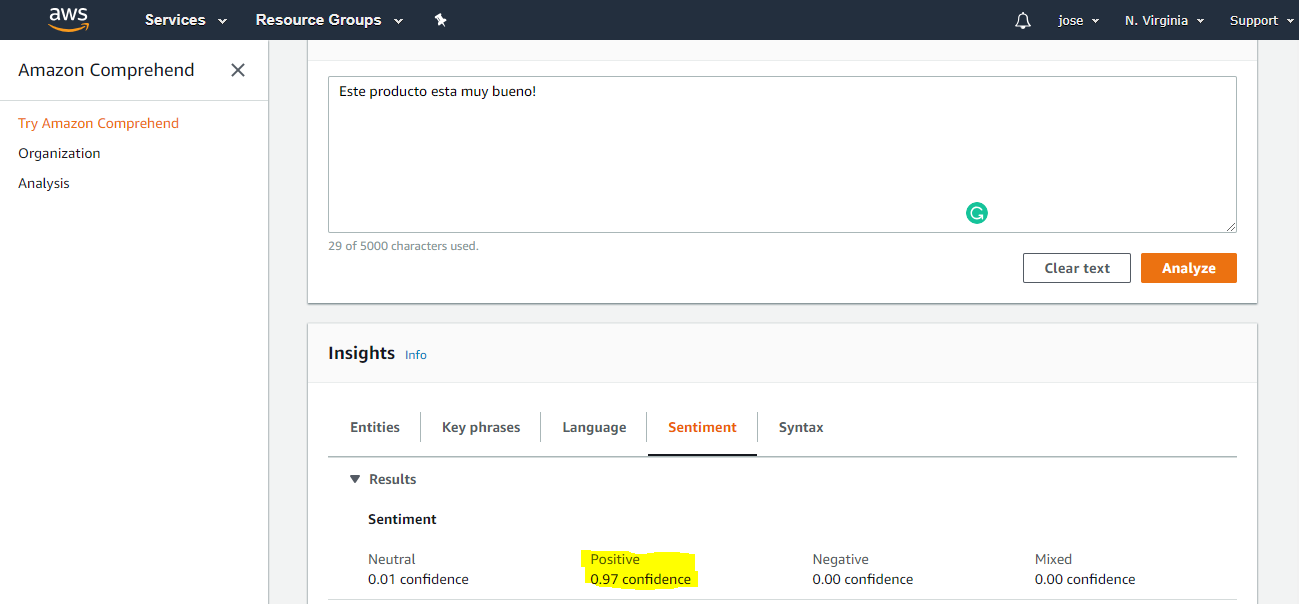 aws Services Resource Groups jose N. Virginia Support
Amazon Comprehend
Try Amazon Comprehend
Organization
Analysis
Este producto esta muy bueno!
29 of 5000 characters used.
Clear text Analyze
Insights Info
Entities Key phrases Language Sentiment Syntax
Results
Sentiment
Neutral Positive Negative Mixed
0.01 confidence 0.97 confidence 0.00 confidence 0.00 confidence